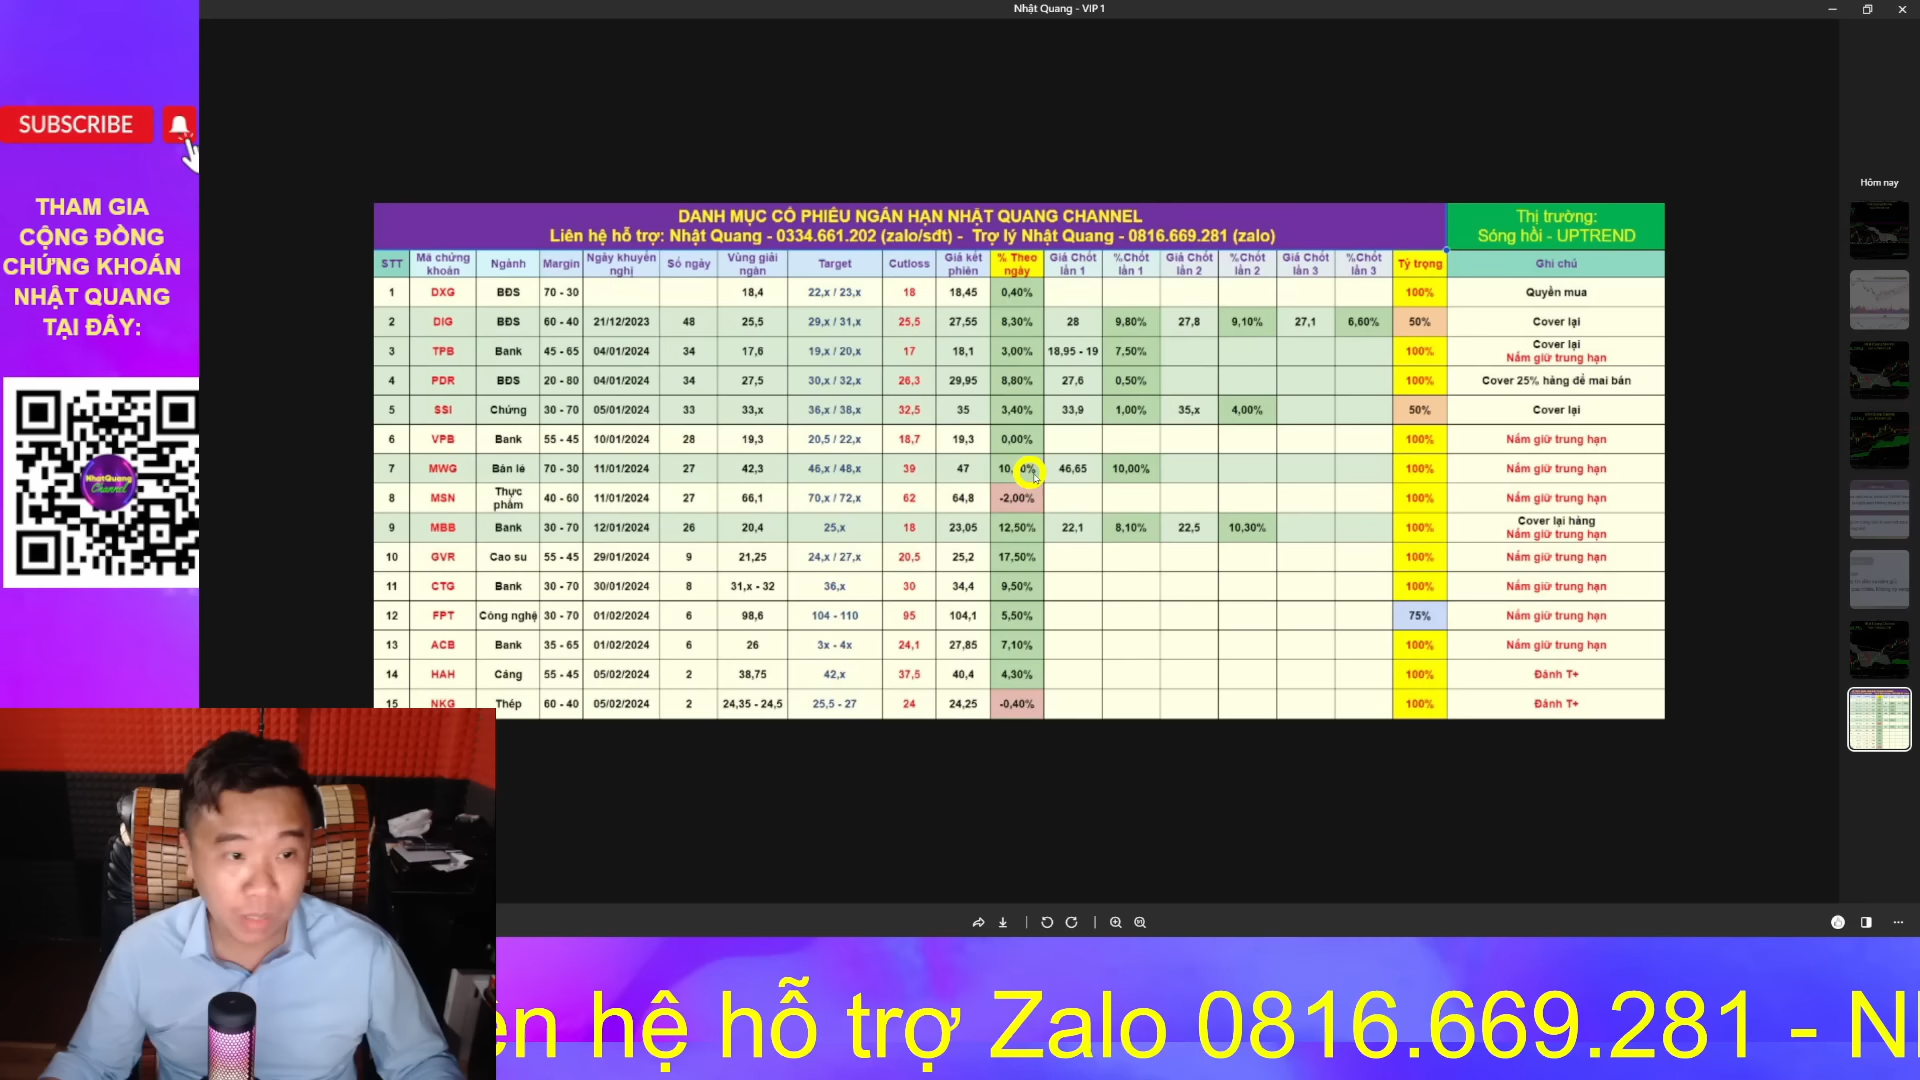 Nhật Quang - VIP1
SUBSCRIBE
THAM GIA
CỘNG ĐỒNG
CHỨNG KHOÁN
NHẬT QUANG
TẠI ĐÂY:
NhatQuang
Channel
Hôm nay
DANH MỤC CỔ PHIẾU NGẮN HẠN NHẬT QUANG CHANNEL
Liên hệ hỗ trợ: Nhật Quang - 0334.661.202 (zalo/sđt) - Trợ lý Nhật Quang - 0816.669.281 (zalo)
Thị trường:
Sóng hồi - UPTREND
STT Mã chứng khoán Ngành Margin Ngày khuyến nghị Số ngày Vùng giải ngân Target Cutloss Giá kết phiên % Theo ngày Giá Chốt lần 1 %Chốt lần 1 Giá Chốt lần 2 %Chốt lần 2 Giá Chốt lần 3 %Chốt lần 3 Tỷ trọng Ghi chú
1 DXG BĐS 70 - 30 18,4 22,x / 23,x 18 18,45 0,40% 100% Quyền mua
2 DIG BĐS 60 - 40 21/12/2023 48 25,5 29,x / 31,x 25,5 27,55 8,30% 28 9,80% 27,8 9,10% 27,1 6,60% 50% Cover lại
3 TPB Bank 45 - 65 04/01/2024 34 17,6 19,x / 20,x 17 18,1 3,00% 18,95 - 19 7,50% 100% Cover lại Nắm giữ trung hạn
4 PDR BĐS 20 - 80 04/01/2024 34 27,5 30,x / 32,x 26,3 29,95 8,80% 27,6 0,50% 100% Cover 25% hàng để mai bán
5 SSI Chứng 30 - 70 05/01/2024 33 33,x 36,x / 38,x 32,5 35 3,40% 33,9 1,00% 35,x 4,00% 50% Cover lại
6 VPB Bank 55 - 45 10/01/2024 28 19,3 20,5 / 22,x 18,7 19,3 0,00% 100% Nắm giữ trung hạn
7 MWG Bán lẻ 70 - 30 11/01/2024 27 42,3 46,x / 48,x 39 47 46,65 10,00% 100% Nắm giữ trung hạn
8 MSN Thực phẩm 40 - 60 11/01/2024 27 66,1 70,x / 72,x 62 64,8 -2,00% 100% Nắm giữ trung hạn
9 MBB Bank 30 - 70 12/01/2024 26 20,4 25,x 18 23,05 12,50% 22,1 8,10% 22,5 10,30% 100% Cover lại hàng Nắm giữ trung hạn
10 GVR Cao su 55 - 45 29/01/2024 9 21,25 24,x / 27,x 20,5 25,2 17,50% 100% Nắm giữ trung hạn
11 CTG Bank 30 - 70 30/01/2024 8 31,x - 32 36,x 30 34,4 9,50% 100% Nắm giữ trung hạn
12 FPT Công nghệ 30 - 70 01/02/2024 6 98,6 104 - 110 95 104,1 5,50% 75% Nắm giữ trung hạn
13 ACB Bank 35 - 65 01/02/2024 6 26 3x - 4x 24,1 27,85 7,10% 100% Nắm giữ trung hạn
14 HAH Cảng 55 - 45 05/02/2024 2 38,75 42,x 37,5 40,4 4,30% 100% Đánh T+
15 NKG Thép 60 - 40 05/02/2024 2 24,35 - 24,5 25,5 - 27 24 24,25 -0,40% 100% Đánh T+
ên hệ hỗ trợ Zalo 0816.669.281 - N